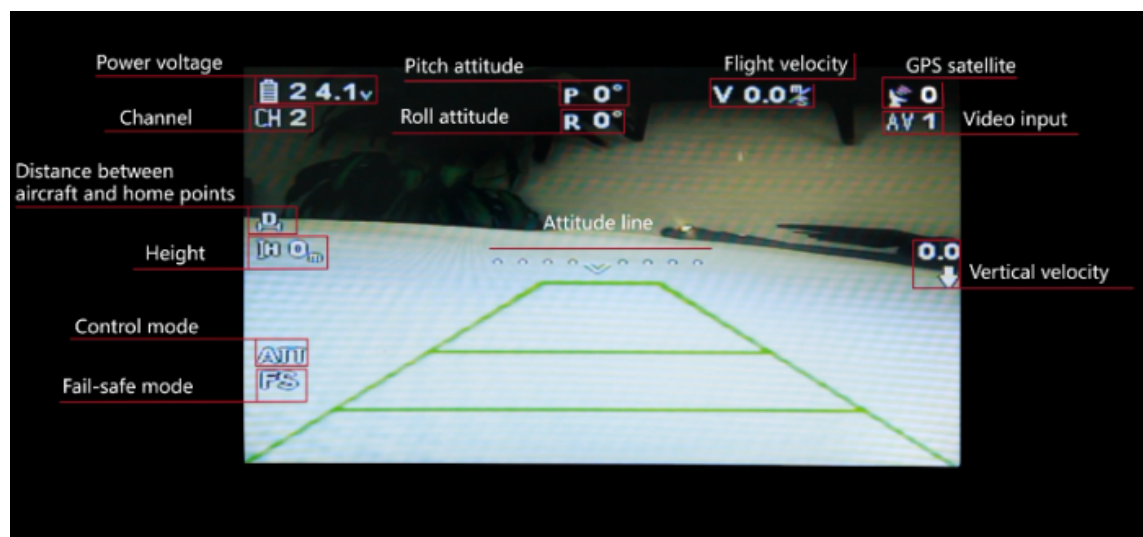 Power voltage
24.1v
Channel
CH 2
Pitch attitude
P 0°
Roll attitude
R 0°
Flight velocity
V 0.0m/s
GPS satellite
0
AV 1
Video input
Distance between
aircraft and home points
D
Attitude line
Height
H 0m
0.0
Vertical velocity
Control mode
ATT
Fail-safe mode
FS